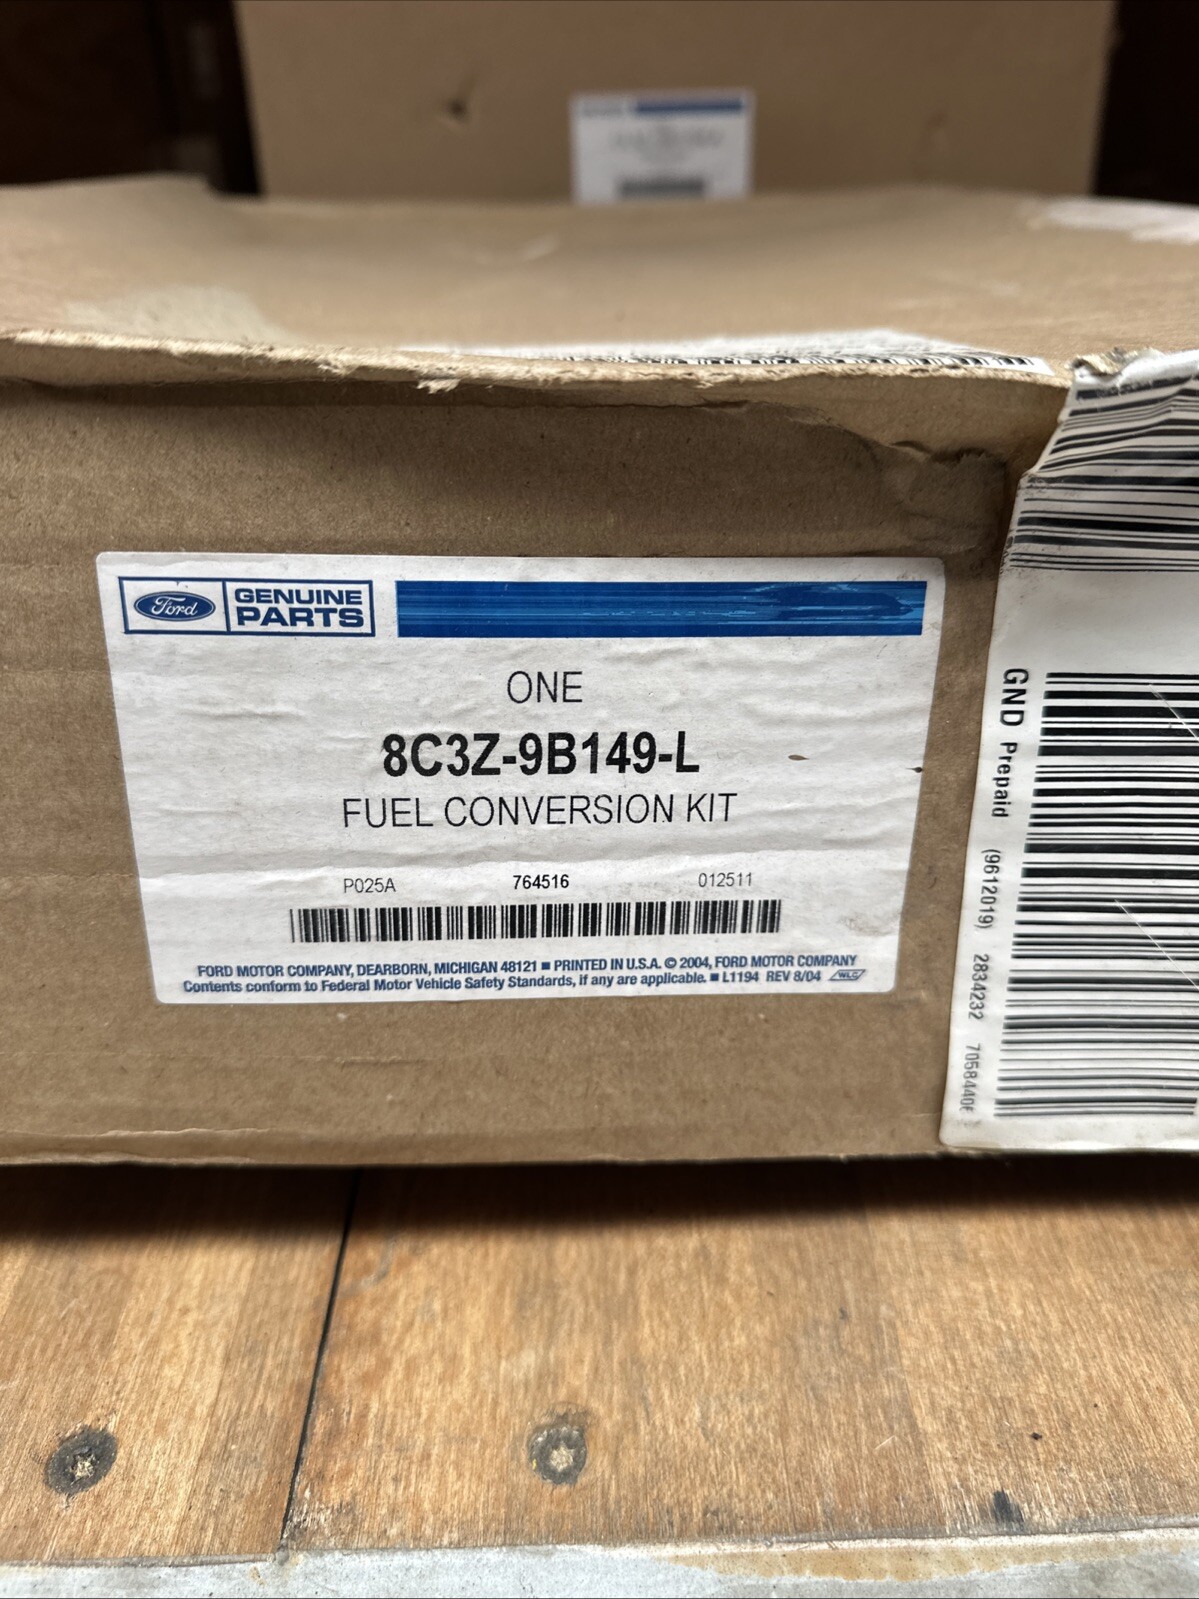 Ford GENUINE PARTS
ONE
8C3Z-9B149-L
FUEL CONVERSION KIT
P025A 764516 012511
FORD MOTOR COMPANY, DEARBORN, MICHIGAN 48121 ■ PRINTED IN U.S.A. © 2004, FORD MOTOR COMPANY
Contents conform to Federal Motor Vehicle Safety Standards, if any are applicable. ■ L1194 REV 8/04 WLC
GND Prepaid (9612019) 2834232